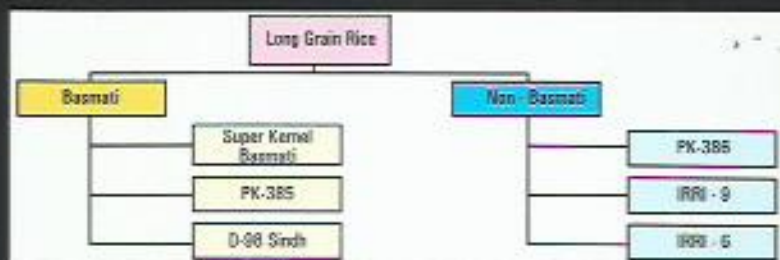 Long Grain Rice
Basmati
Non - Basmati
Super Kernel
Basmati
PK-386
PK-385
IRRI - 9
D-98 Sindh
IRRI - 6